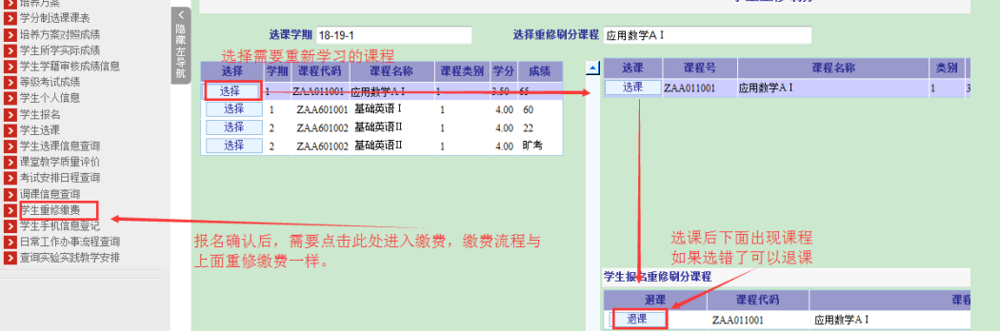 培养方案
学分制选课课表
培养方案对照成绩
学生所学实际成绩
学生学籍审核成绩信息
等级考试成绩
学生个人信息
学生报名
学生选课
学生选课信息查询
课堂教学质量评价
考试安排日程查询
调课信息查询
学生重修缴费
学生手机信息登记
日常工作办事流程查询
查询实验实践教学安排
隐藏左导航
选课学期 18-19-1
选择重修刷分课程 应用数学A I
选择需要重新学习的课程
选择 学期 课程代码 课程名称 课程类别 学分 成绩
选择 1 ZAA011001 应用数学A I 1 3.50 65
选择 1 ZAA601001 基础英语 I 1 4.00 60
选择 2 ZAA601002 基础英语II 1 4.00 22
选择 2 ZAA601002 基础英语II 1 4.00 旷考
选课 课程号 课程名称 类别
选课 ZAA011001 应用数学A I 1 3
报名确认后，需要点击此处进入缴费，缴费流程与
上面重修缴费一样。
选课后下面出现课程
如果选错了可以退课
学生报名重修刷分课程
退课 课程代码 课程
退课 ZAA011001 应用数学A I